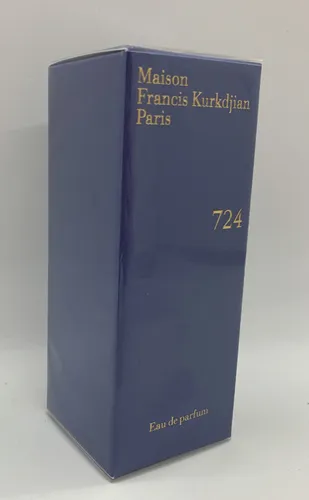 Maison
Francis Kurkdjian
Paris
724
Eau de parfum